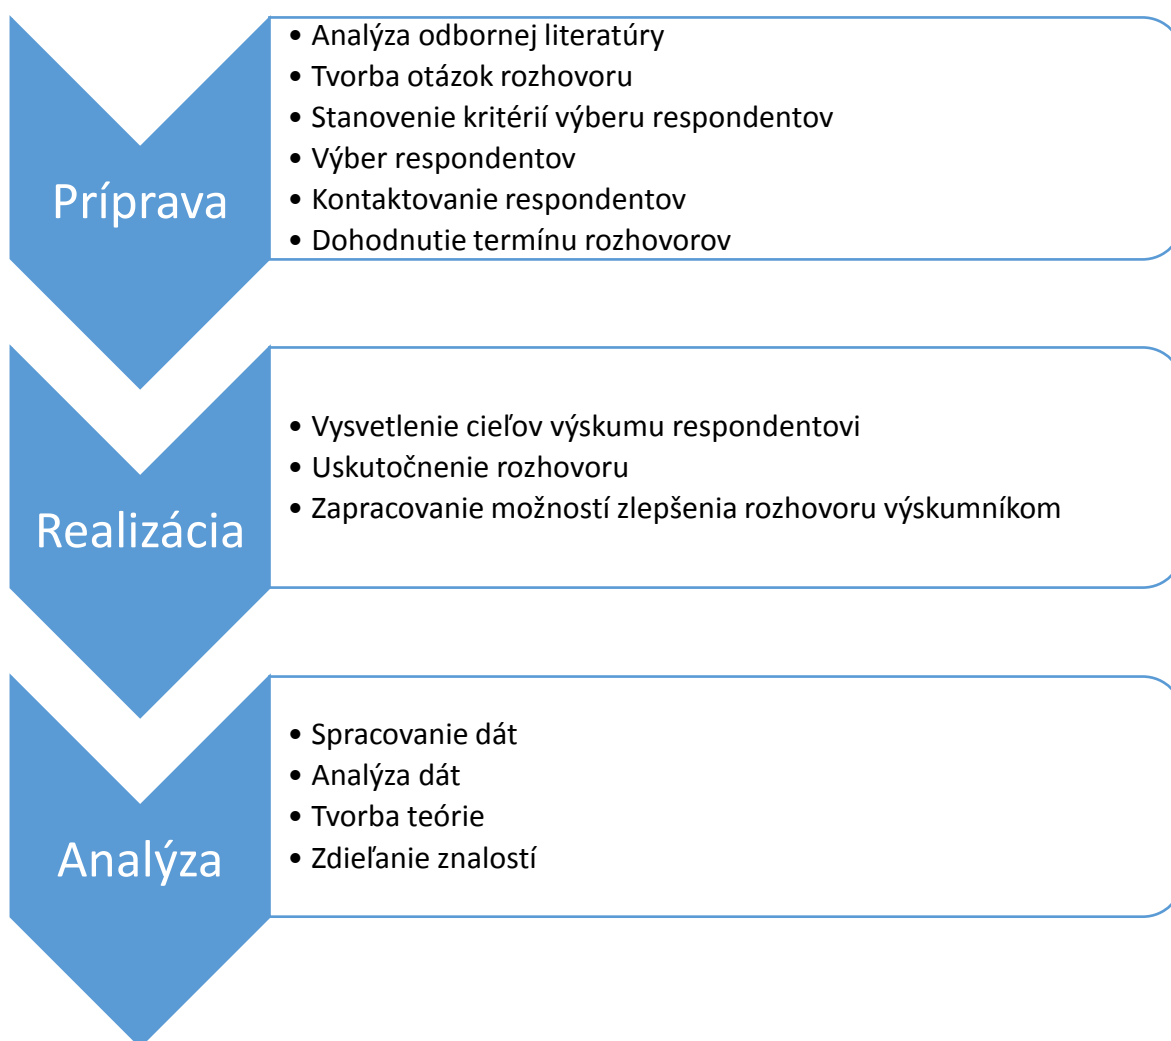 Príprava
• Analýza odbornej literatúry
• Tvorba otázok rozhovoru
• Stanovenie kritérií výberu respondentov
• Výber respondentov
• Kontaktovanie respondentov
• Dohodnutie termínu rozhovorov
Realizácia
• Vysvetlenie cieľov výskumu respondentovi
• Uskutočnenie rozhovoru
• Zapracovanie možností zlepšenia rozhovoru výskumníkom
Analýza
• Spracovanie dát
• Analýza dát
• Tvorba teórie
• Zdieľanie znalostí